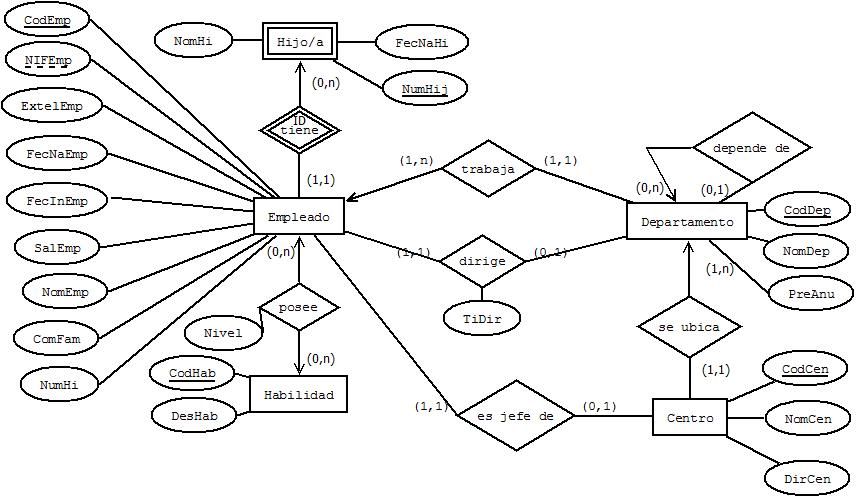 CodEmp
NIFEmp
ExtelEmp
FecNaEmp
FecInEmp
SalEmp
NomEmp
ComFam
NumHi
NomHi
Hijo/a
FecNaHi
NumHij
(0,n)
ID
tiene
(1,1)
Empleado
(0,n)
posee
Nivel
(0,n)
CodHab
DesHab
Habilidad
(1,n)
trabaja
(1,1)
(1,1)
dirige
(0,1)
TiDir
(1,1)
es jefe de
(0,1)
depende de
(0,n)
(0,1)
Departamento
CodDep
NomDep
PreAnu
(1,n)
se ubica
(1,1)
Centro
CodCen
NomCen
DirCen